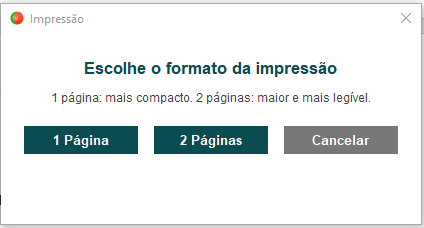 Impressão
Escolhe o formato da impressão
1 página: mais compacto. 2 páginas: maior e mais legível.
1 Página
2 Páginas
Cancelar